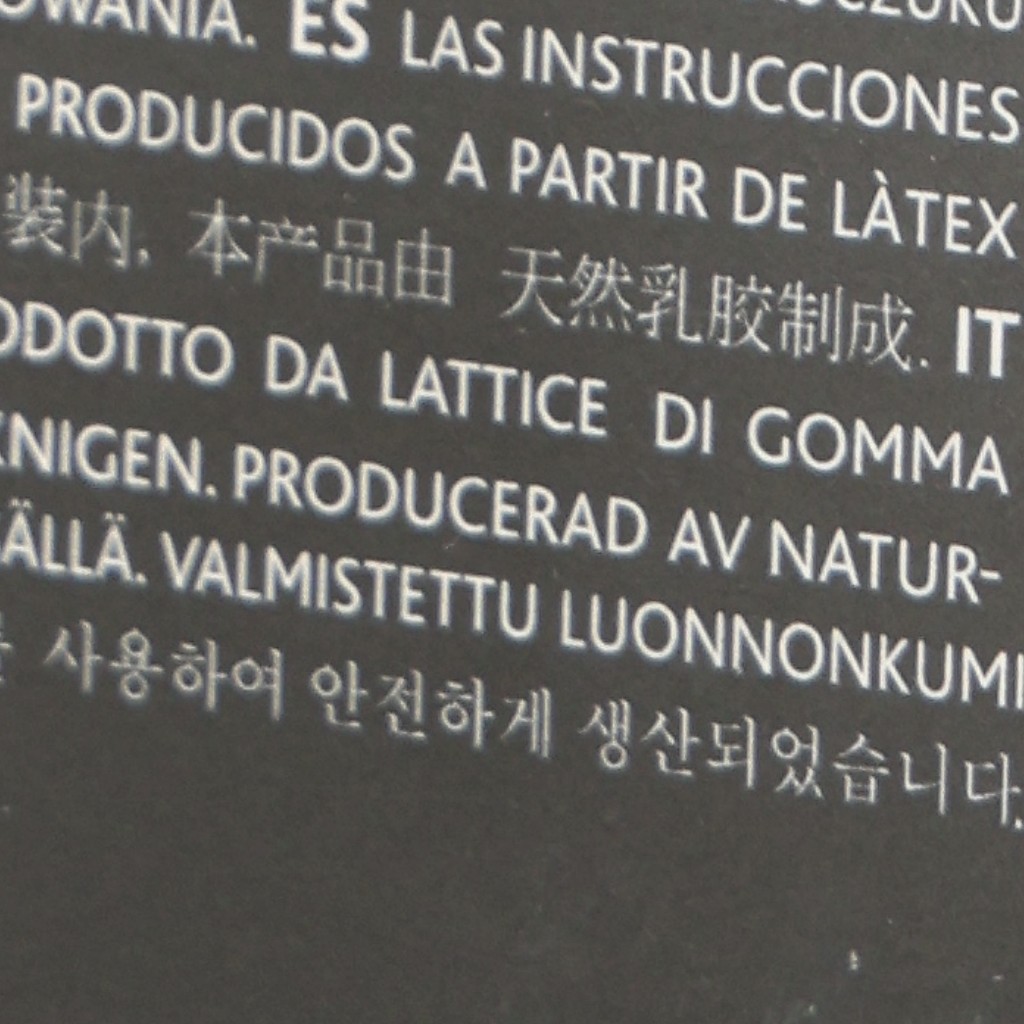 OWANIA. ES LAS INSTRUCCIONES
PRODUCIDOS A PARTIR DE LÀTEX
装内. 本产品由 天然乳胶制成. IT
ODOTTO DA LATTICE DI GOMMA
KNIGEN. PRODUCERAD AV NATUR-
ÄLLÄ. VALMISTETTU LUONNONKUMI
를 사용하여 안전하게 생산되었습니다.